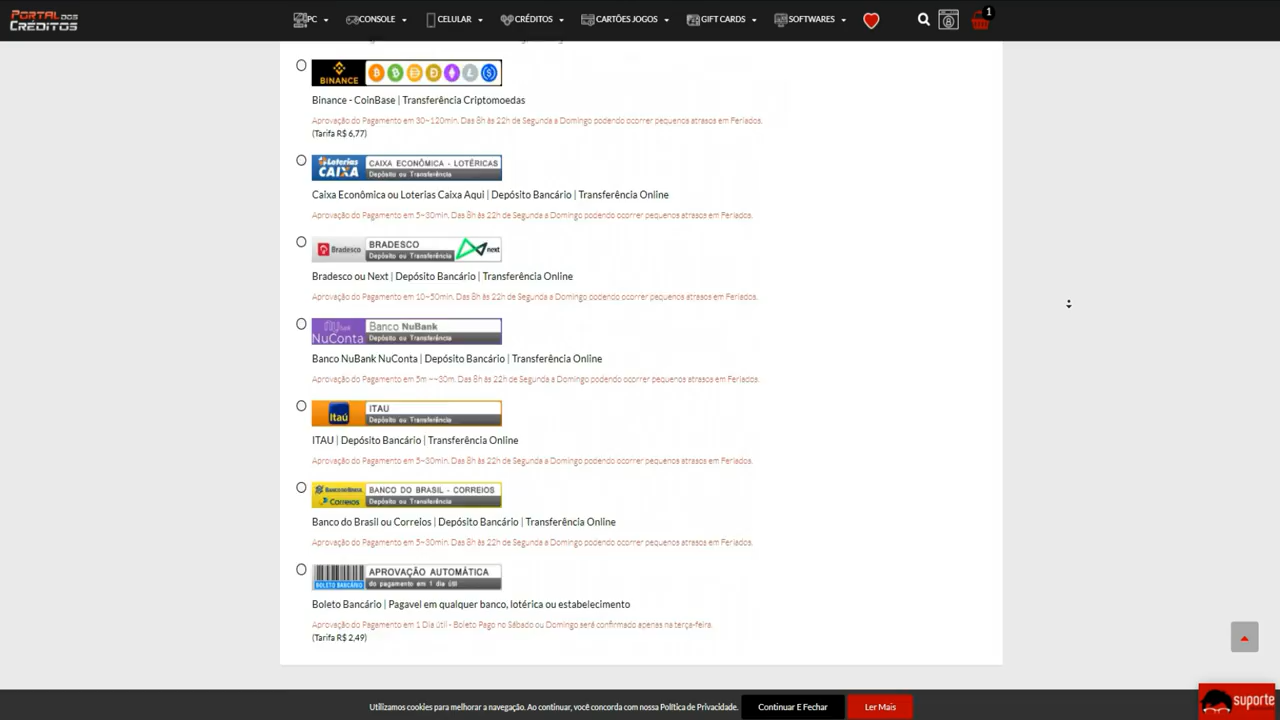 PORTAL DOS CRÉDITOS
PC
CONSOLE
CELULAR
CRÉDITOS
CARTÕES JOGOS
GIFT CARDS
SOFTWARES
1
BINANCE
Binance - CoinBase | Transferência Criptomoedas
Aprovação do Pagamento em 30~120min. Das 8h às 22h de Segunda a Domingo podendo ocorrer pequenos atrasos em Feriados.
(Tarifa R$ 6,77)
Loterias CAIXA
CAIXA ECONÔMICA - LOTÉRICAS
Depósito ou Transferência
Caixa Econômica ou Loterias Caixa Aqui | Depósito Bancário | Transferência Online
Aprovação do Pagamento em 5~30min. Das 8h às 22h de Segunda a Domingo podendo ocorrer pequenos atrasos em Feriados.
Bradesco
BRADESCO
Depósito ou Transferência
next
Bradesco ou Next | Depósito Bancário | Transferência Online
Aprovação do Pagamento em 10~50min. Das 8h às 22h de Segunda a Domingo podendo ocorrer pequenos atrasos em Feriados.
NuConta
Banco NuBank
Depósito ou Transferência
Banco NuBank NuConta | Depósito Bancário | Transferência Online
Aprovação do Pagamento em 5m ~~30m. Das 8h às 22h de Segunda a Domingo podendo ocorrer pequenos atrasos em Feriados.
Itaú
ITAU
Depósito ou Transferência
ITAU | Depósito Bancário | Transferência Online
Aprovação do Pagamento em 5~30min. Das 8h às 22h de Segunda a Domingo podendo ocorrer pequenos atrasos em Feriados.
Correios
BANCO DO BRASIL - CORREIOS
Depósito ou Transferência
Banco do Brasil ou Correios | Depósito Bancário | Transferência Online
Aprovação do Pagamento em 5~30min. Das 8h às 22h de Segunda a Domingo podendo ocorrer pequenos atrasos em Feriados.
BOLETO BANCÁRIO
APROVAÇÃO AUTOMÁTICA
do pagamento em 1 dia útil
Boleto Bancário | Pagavel em qualquer banco, lotérica ou estabelecimento
Aprovação do Pagamento em 1 Dia útil - Boleto Pago no Sábado ou Domingo será confirmado apenas na terça-feira.
(Tarifa R$ 2,49)
Utilizamos cookies para melhorar a navegação. Ao continuar, você concorda com nossa Política de Privacidade.
Continuar E Fechar
Ler Mais
suporte